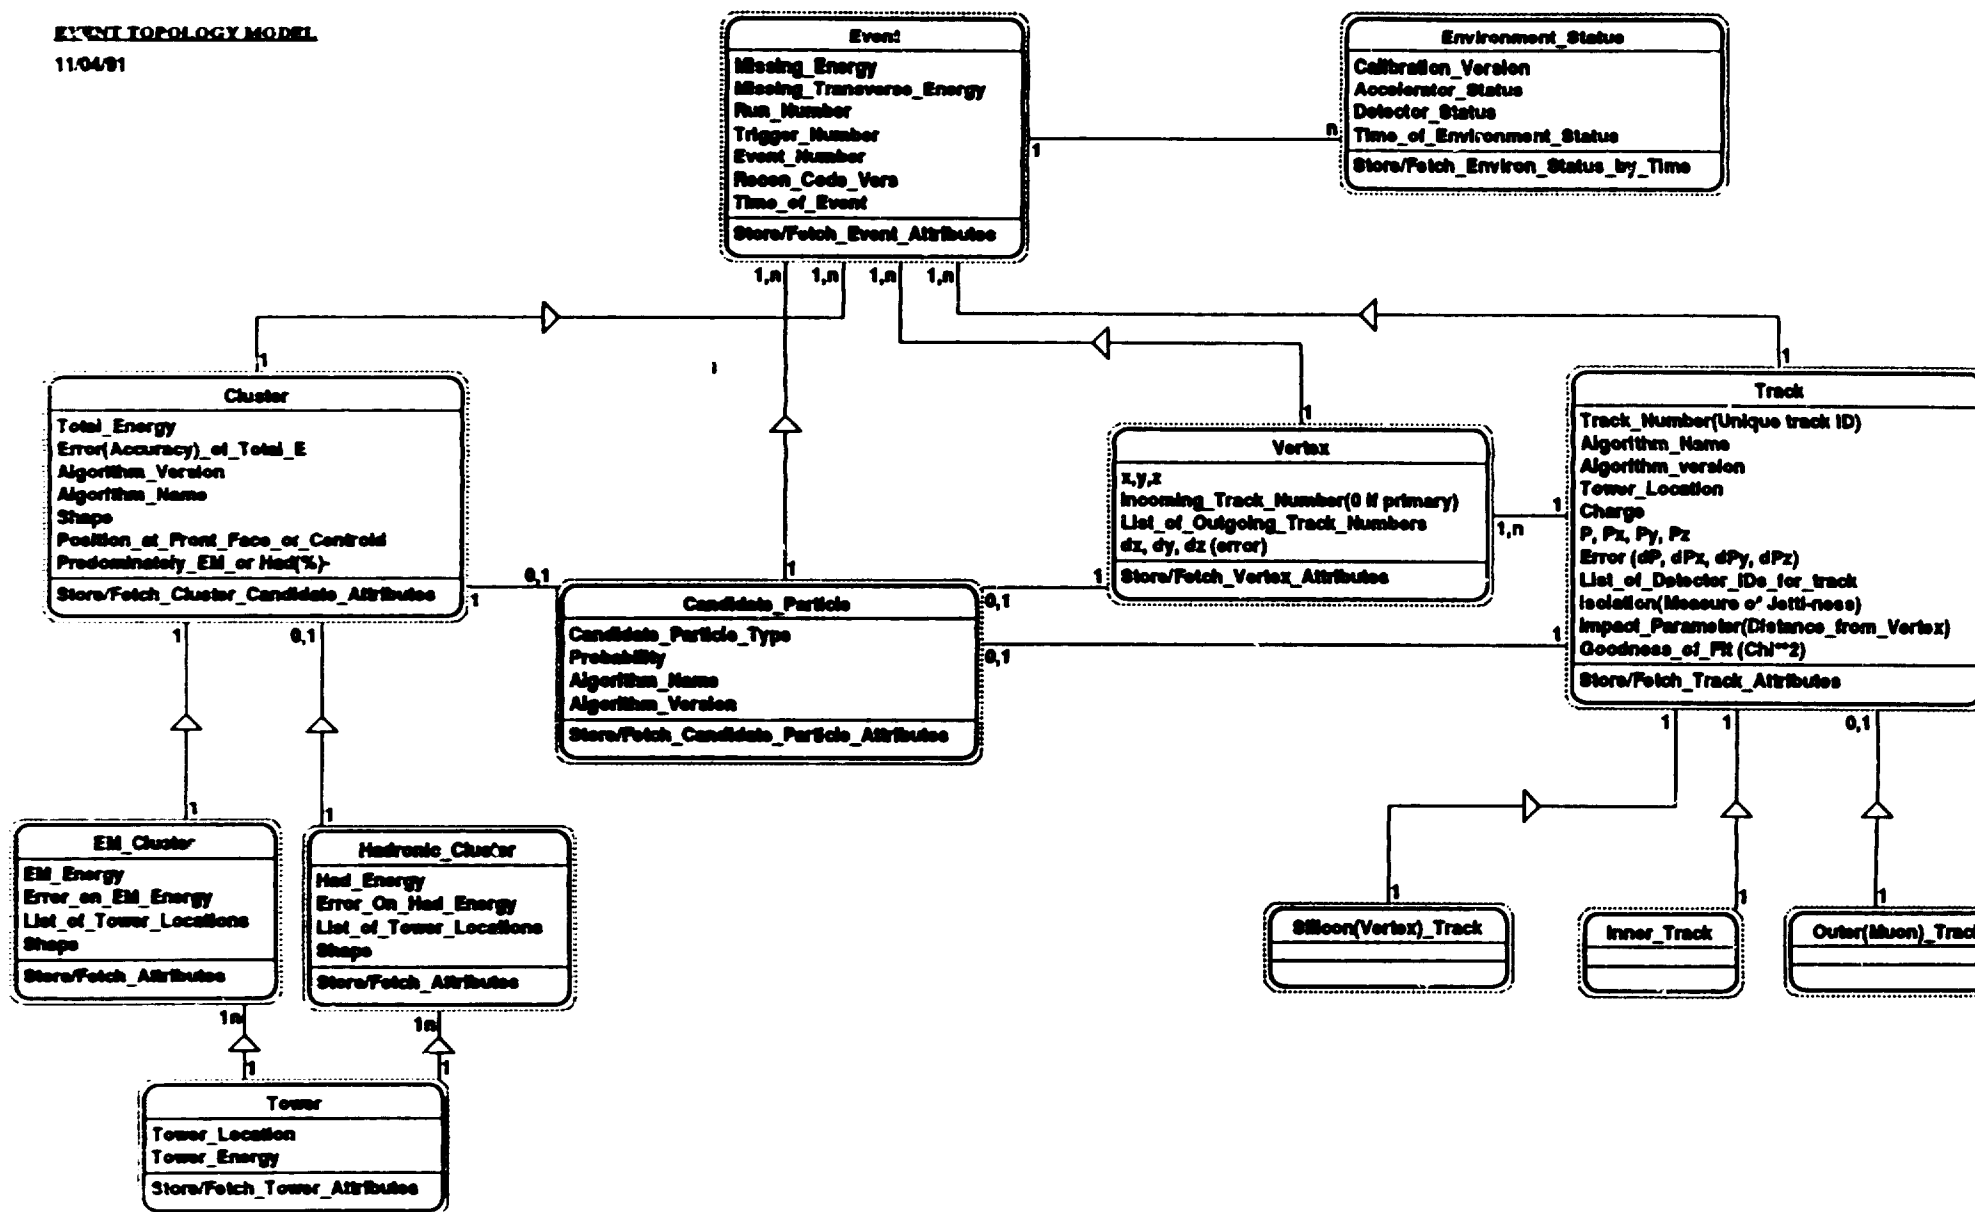 EVENT TOPOLOGY MODEL
11/04/91
Event
Missing_Energy
Missing_Transverse_Energy
Run_Number
Trigger_Number
Event_Number
Recon_Code_Vers
Time_of_Event
Store/Fetch_Event_Attributes
Environment_Status
Calibration_Version
Accelerator_Status
Detector_Status
Time_of_Environment_Status
Store/Fetch_Environ_Status_by_Time
1
n
1,n
1,n
1,n
1,n
1
1
1
1
Cluster
Total_Energy
Error(Accuracy)_of_Total_E
Algorithm_Version
Algorithm_Name
Shape
Position_at_Front_Face_or_Centroid
Predominately_EM_or Had(%)-
Store/Fetch_Cluster_Candidate_Attributes
Vertex
x,y,z
Incoming_Track_Number(0 if primary)
List_of_Outgoing_Track_Numbers
dx, dy, dz (error)
Store/Fetch_Vertex_Attributes
Track
Track_Number(Unique track ID)
Algorithm_Name
Algorithm_version
Tower_Location
Charge
P, Px, Py, Pz
Error (dP, dPx, dPy, dPz)
List_of_Detector_IDs_for_track
Isolation(Measure of Jetti-ness)
Impact_Parameter(Distance_from_Vertex)
Goodness_of_Fit (Chi**2)
Store/Fetch_Track_Attributes
1
1,n
1
0,1
0,1
1
0,1
1
Candidate_Particle
Candidate_Particle_Type
Probability
Algorithm_Name
Algorithm_Version
Store/Fetch_Candidate_Particle_Attributes
1
0,1
1
1
1
1
0,1
1
1
1
EM_Cluster
EM_Energy
Error_on_EM_Energy
List_of_Tower_Locations
Shape
Store/Fetch_Attributes
Hadronic_Cluster
Had_Energy
Error_On_Had_Energy
List_of_Tower_Locations
Shape
Store/Fetch_Attributes
Silicon(Vertex)_Track
Inner_Track
Outer(Muon)_Track
1n
1n
1
1
Tower
Tower_Location
Tower_Energy
Store/Fetch_Tower_Attributes